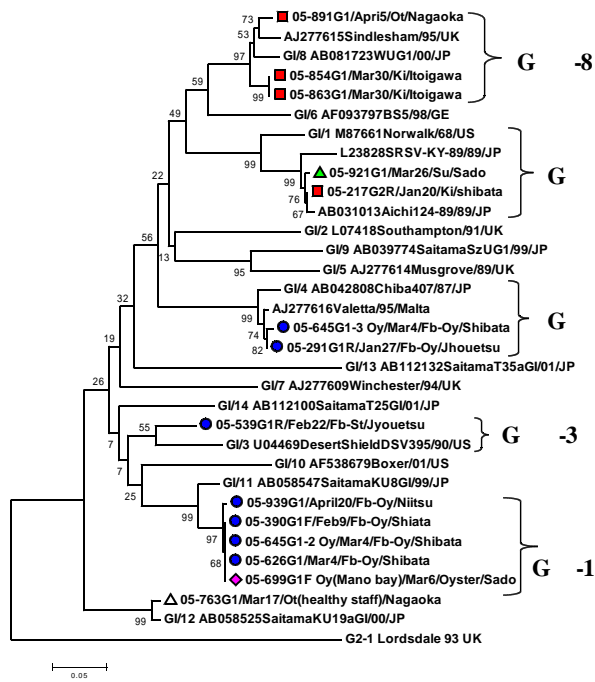 73
05-891G1/Apri5/Ot/Nagaoka
53
AJ277615Sindlesham/95/UK
97
GI/8 AB081723WUG1/00/JP
G -8
05-854G1/Mar30/Ki/Itoigawa
99
05-863G1/Mar30/Ki/Itoigawa
59
GI/6 AF093797BS5/98/GE
49
GI/1 M87661Norwalk/68/US
99
L23828SRSV-KY-89/89/JP
99
05-921G1/Mar26/Su/Sado
G
76
05-217G2R/Jan20/Ki/shibata
67
AB031013Aichi124-89/89/JP
22
GI/2 L07418Southampton/91/UK
13
GI/9 AB039774SaitamaSzUG1/99/JP
95
GI/5 AJ277614Musgrove/89/UK
56
GI/4 AB042808Chiba407/87/JP
99
AJ277616Valetta/95/Malta
G
74
05-645G1-3 Oy/Mar4/Fb-Oy/Shibata
82
05-291G1R/Jan27/Fb-Oy/Jhouetsu
32
GI/13 AB112132SaitamaT35aGI/01/JP
19
GI/7 AJ277609Winchester/94/UK
26
GI/14 AB112100SaitamaT25GI/01/JP
7
55
05-539G1R/Feb22/Fb-St/Jyouetsu
G -3
GI/3 U04469DesertShieldDSV395/90/US
7
GI/10 AF538679Boxer/01/US
25
GI/11 AB058547SaitamaKU8GI/99/JP
99
05-939G1/April20/Fb-Oy/Niitsu
05-390G1F/Feb9/Fb-Oy/Shiata
97
05-645G1-2 Oy/Mar4/Fb-Oy/Shibata
05-626G1/Mar4/Fb-Oy/Shibata
G -1
68
05-699G1F Oy(Mano bay)/Mar6/Oyster/Sado
05-763G1/Mar17/Ot(healthy staff)/Nagaoka
99
GI/12 AB058525SaitamaKU19aGI/00/JP
G2-1 Lordsdale 93 UK
0.05